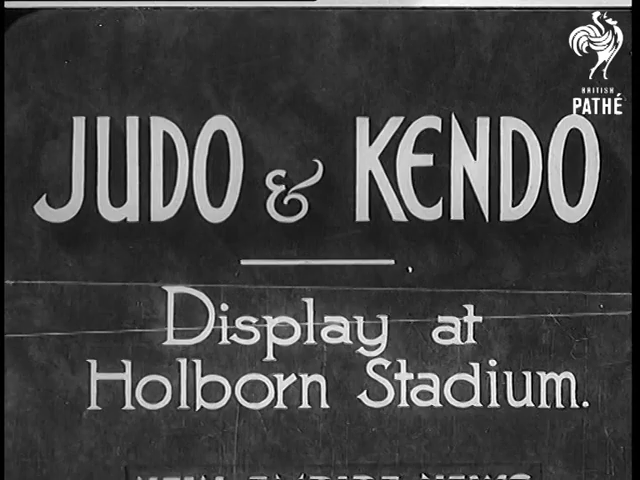 BRITISH
PATHÉ
JUDO & KENDO
Display at
Holborn Stadium.